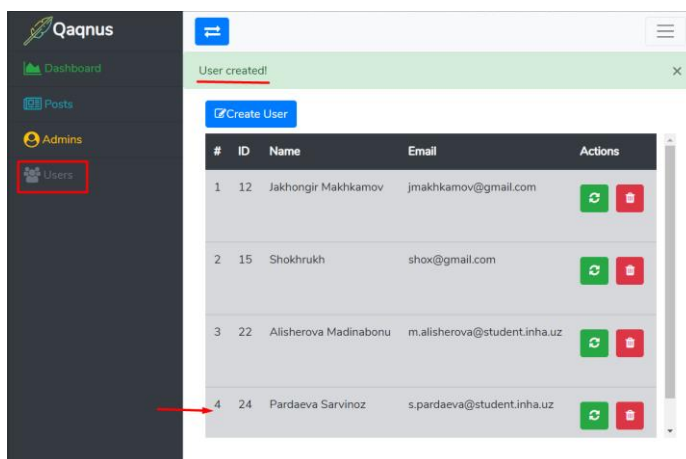 Qaqnus
Dashboard
Posts
Admins
Users
User created!
×
Create User
# ID Name Email Actions
1 12 Jakhongir Makhkamov jmakhkamov@gmail.com
2 15 Shokhrukh shox@gmail.com
3 22 Alisherova Madinabonu m.alisherova@student.inha.uz
4 24 Pardaeva Sarvinoz s.pardaeva@student.inha.uz